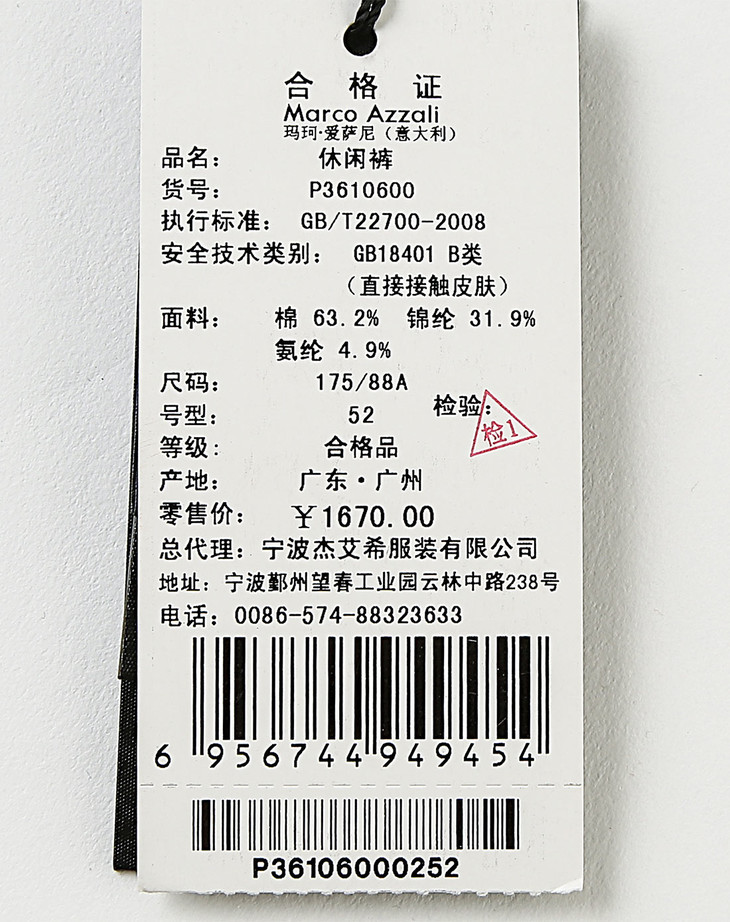 合格证
Marco Azzali
玛珂·爱萨尼（意大利）
品名： 休闲裤
货号： P3610600
执行标准： GB/T22700-2008
安全技术类别： GB18401 B类
（直接接触皮肤）
面料： 棉 63.2% 锦纶 31.9%
氨纶 4.9%
尺码： 175/88A
号型： 52 检验：
检1
等级： 合格品
产地： 广东·广州
零售价： ￥1670.00
总代理：宁波杰艾希服装有限公司
地址：宁波鄞州望春工业园云林中路238号
电话：0086-574-88323633
6 956744 949454
P36106000252